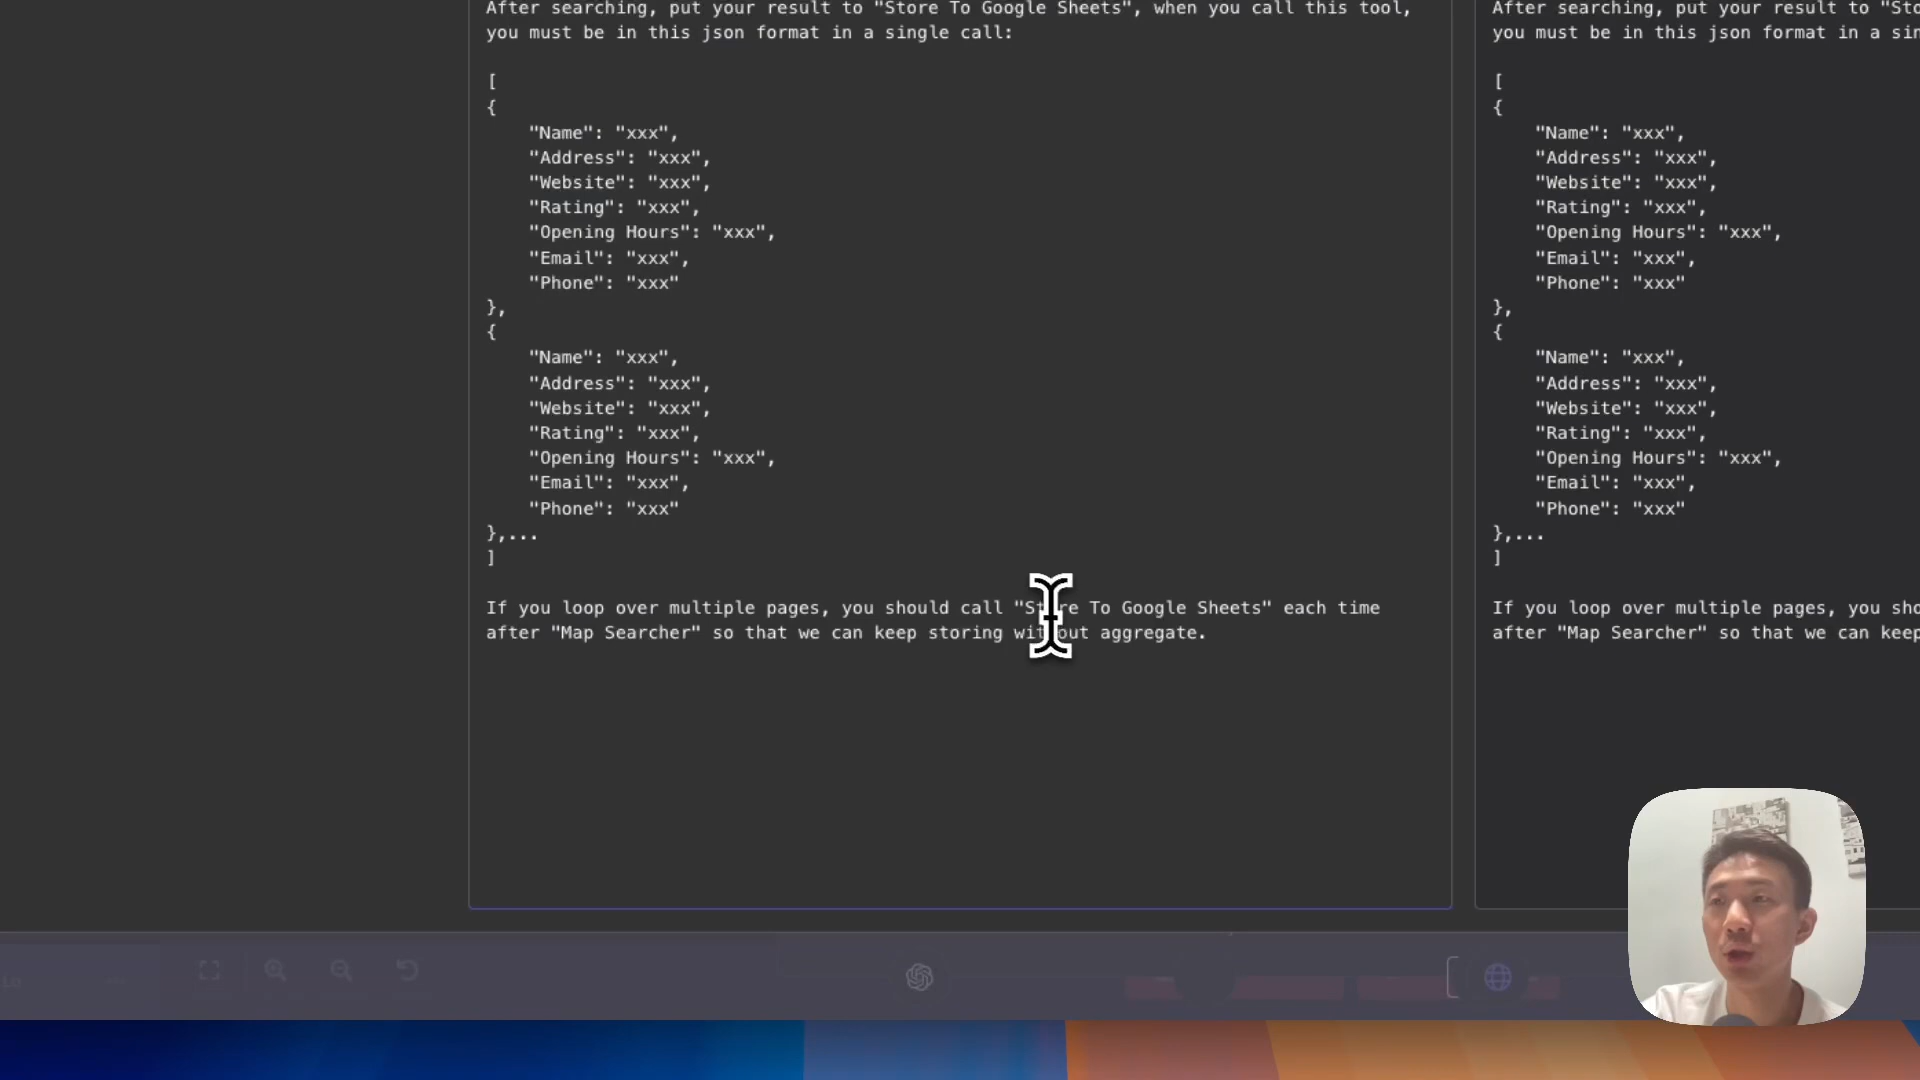 After searching, put your result to "Store To Google Sheets", when you call this tool,
you must be in this json format in a single call:
[
{
"Name": "xxx",
"Address": "xxx",
"Website": "xxx",
"Rating": "xxx",
"Opening Hours": "xxx",
"Email": "xxx",
"Phone": "xxx"
},
{
"Name": "xxx",
"Address": "xxx",
"Website": "xxx",
"Rating": "xxx",
"Opening Hours": "xxx",
"Email": "xxx",
"Phone": "xxx"
},...
]
If you loop over multiple pages, you should call "Store To Google Sheets" each time
after "Map Searcher" so that we can keep storing without aggregate.
After searching, put your result to "Sto
you must be in this json format in a sin
[
{
"Name": "xxx",
"Address": "xxx",
"Website": "xxx",
"Rating": "xxx",
"Opening Hours": "xxx",
"Email": "xxx",
"Phone": "xxx"
},
{
"Name": "xxx",
"Address": "xxx",
"Website": "xxx",
"Rating": "xxx",
"Opening Hours": "xxx",
"Email": "xxx",
"Phone": "xxx"
},...
]
If you loop over multiple pages, you sho
after "Map Searcher" so that we can keep